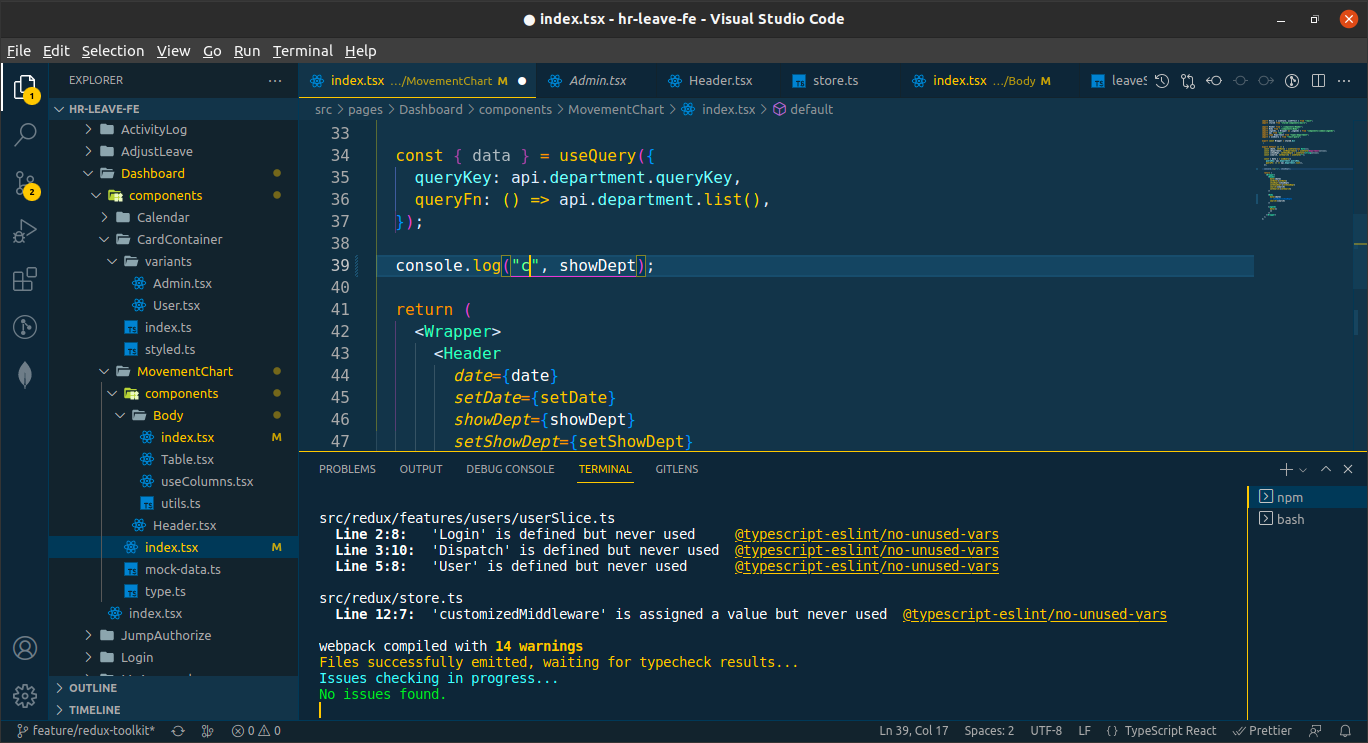 index.tsx - hr-leave-fe - Visual Studio Code
File Edit Selection View Go Run Terminal Help
EXPLORER
HR-LEAVE-FE
ActivityLog
AdjustLeave
Dashboard
components
Calendar
CardContainer
variants
Admin.tsx
User.tsx
index.ts
styled.ts
MovementChart
components
Body
index.tsx M
Table.tsx
useColumns.tsx
utils.ts
Header.tsx
index.tsx M
mock-data.ts
type.ts
index.tsx
JumpAuthorize
Login
OUTLINE
TIMELINE
1
2
index.tsx .../MovementChart M
Admin.tsx
Header.tsx
store.ts
index.tsx .../Body M
leaveS
src > pages > Dashboard > components > MovementChart > index.tsx > default
33
34 const { data } = useQuery({
35 queryKey: api.department.queryKey,
36 queryFn: () => api.department.list(),
37 });
38
39 console.log("c", showDept);
40
41 return (
42 <Wrapper>
43 <Header
44 date={date}
45 setDate={setDate}
46 showDept={showDept}
47 setShowDept={setShowDept}
PROBLEMS OUTPUT DEBUG CONSOLE TERMINAL GITLENS
src/redux/features/users/userSlice.ts
Line 2:8: 'Login' is defined but never used @typescript-eslint/no-unused-vars
Line 3:10: 'Dispatch' is defined but never used @typescript-eslint/no-unused-vars
Line 5:8: 'User' is defined but never used @typescript-eslint/no-unused-vars
src/redux/store.ts
Line 12:7: 'customizedMiddleware' is assigned a value but never used @typescript-eslint/no-unused-vars
webpack compiled with 14 warnings
Files successfully emitted, waiting for typecheck results...
Issues checking in progress...
No issues found.
npm
bash
feature/redux-toolkit* 0 0 Ln 39, Col 17 Spaces: 2 UTF-8 LF {} TypeScript React Prettier